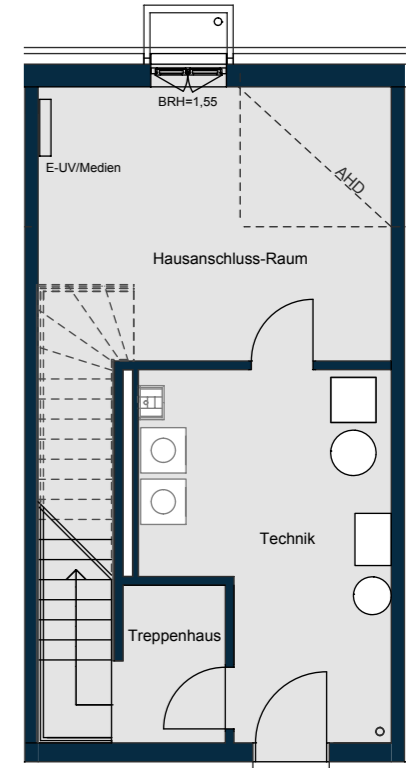 BRH=1,55
E-UV/Medien
AHD
Hausanschluss-Raum
Technik
Treppenhaus